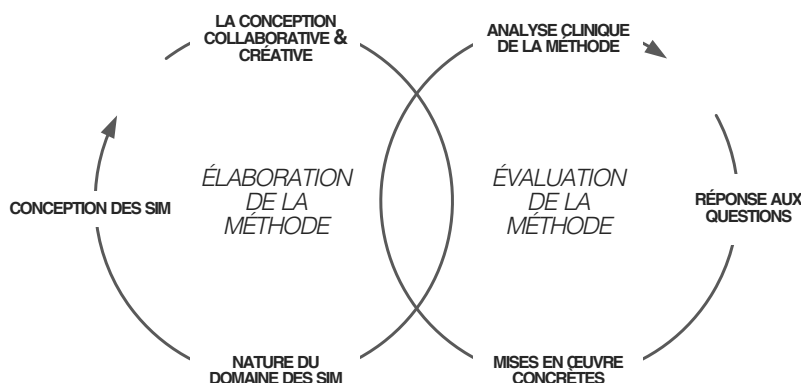 LA CONCEPTION
COLLABORATIVE &
CRÉATIVE
ANALYSE CLINIQUE
DE LA MÉTHODE
ÉLABORATION
DE LA
MÉTHODE
ÉVALUATION
DE LA
MÉTHODE
CONCEPTION DES SIM
RÉPONSE AUX
QUESTIONS
NATURE DU
DOMAINE DES SIM
MISES EN ŒUVRE
CONCRÈTES